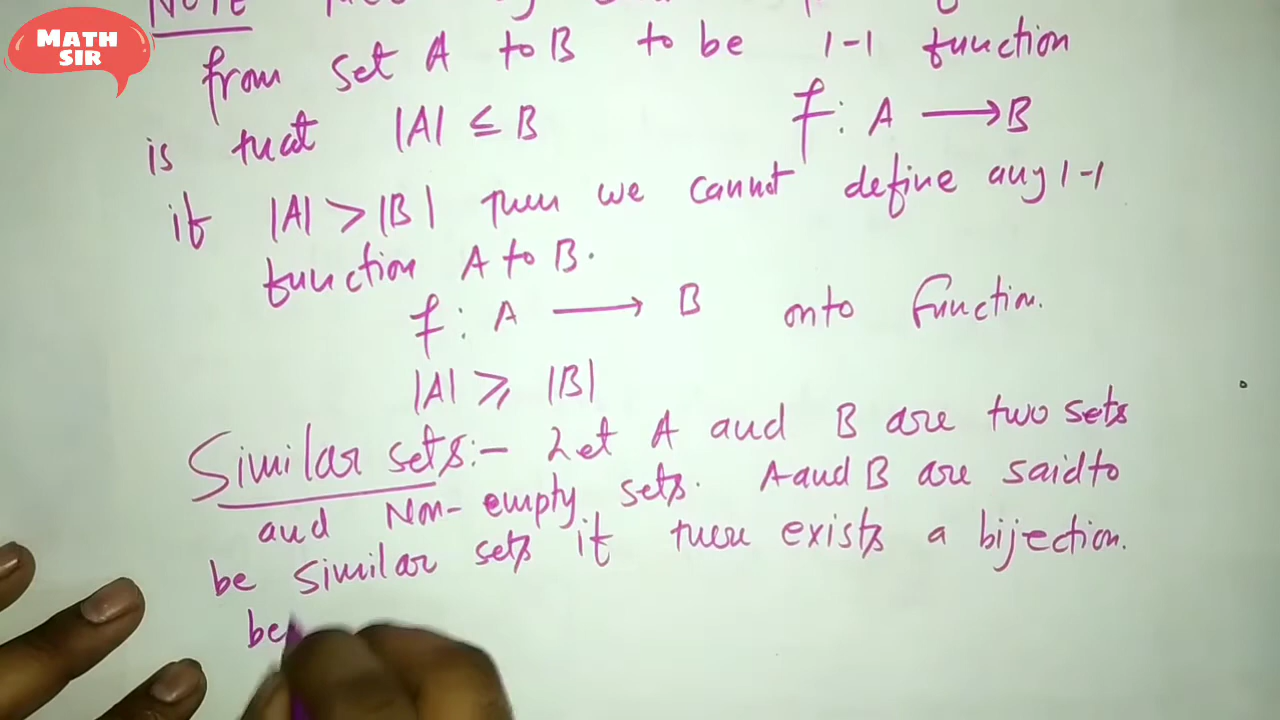 MATH
SIR
NOTE
from set A to B to be 1-1 function
is that |A| ≤ B f: A ⟶ B
if |A| > |B| then we cannot define any 1-1
function A to B.
f: A ⟶ B onto function.
|A| ≥ |B|
Similar sets:- Let A and B are two sets
and Non-empty sets. A and B are said to
be similar sets if there exists a bijection.
be